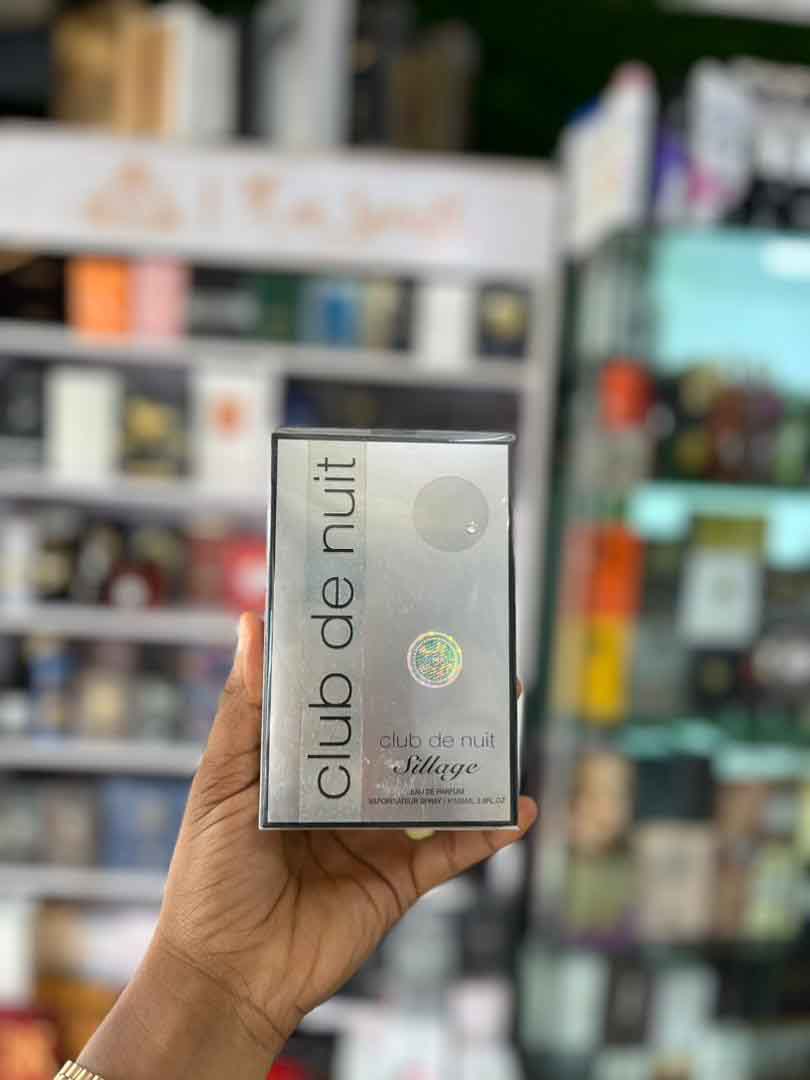 club de nuit
club de nuit
Sillage
EAU DE PARFUM